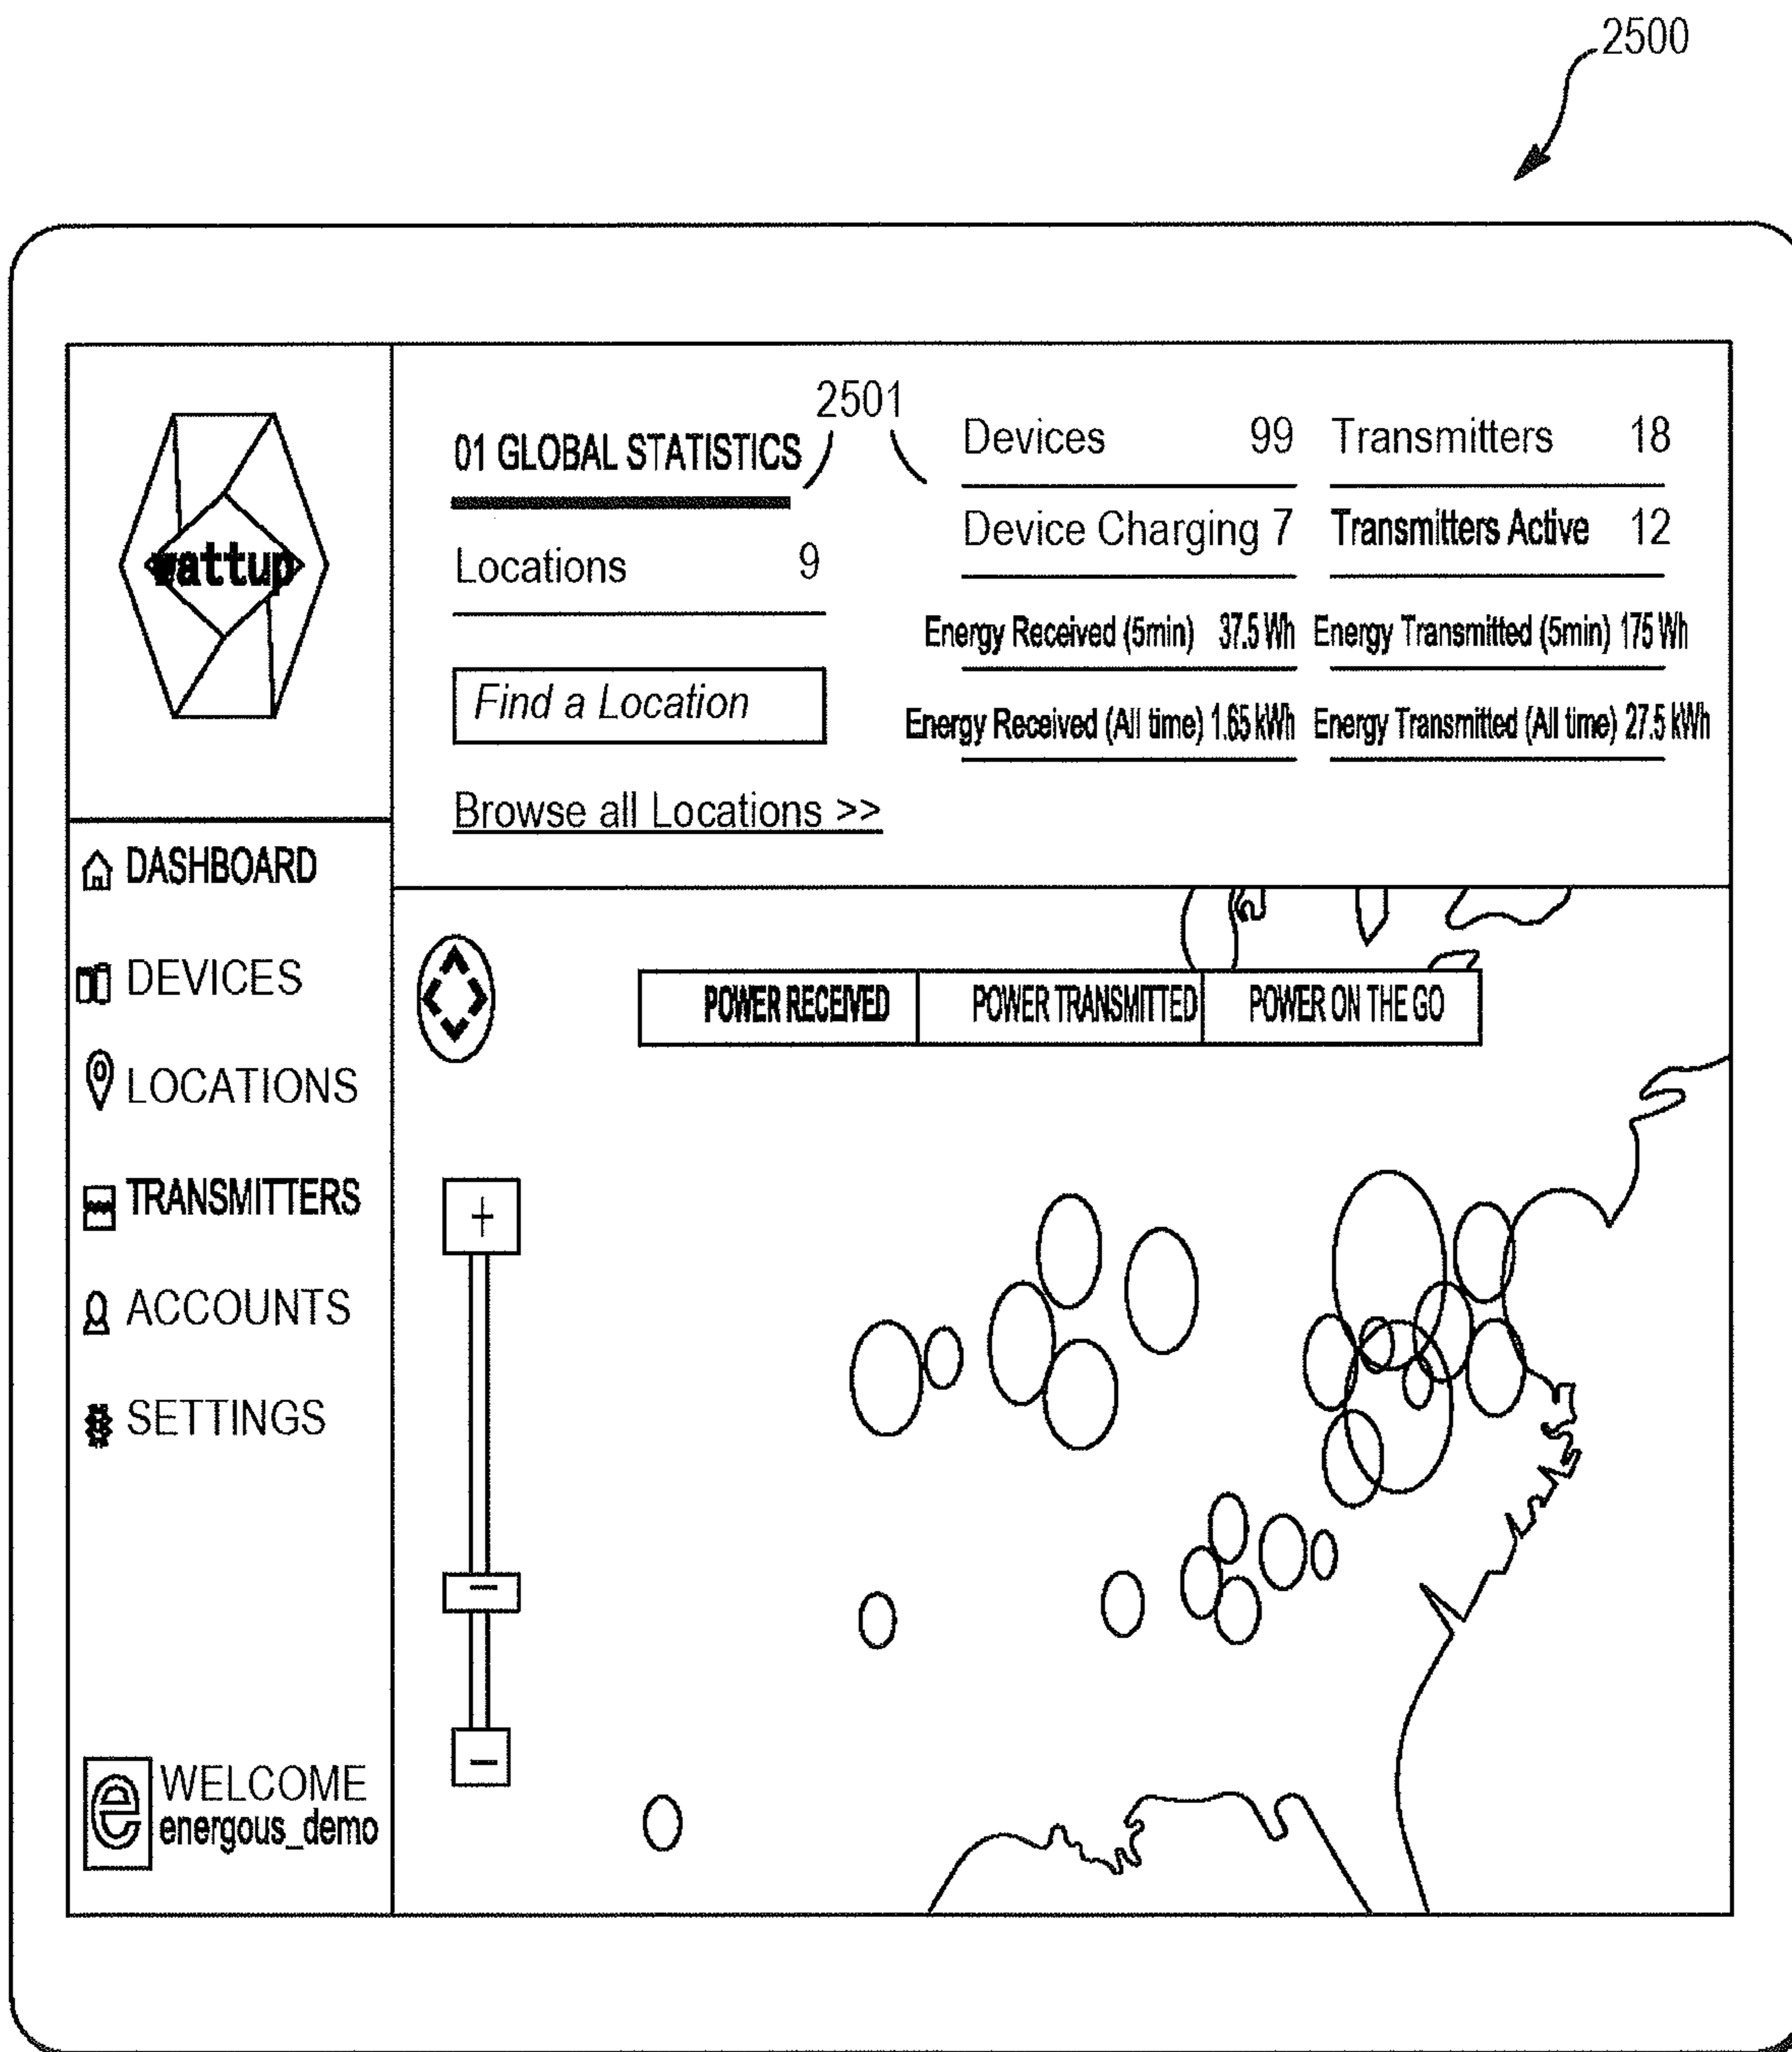 2500
wattup
01 GLOBAL STATISTICS
2501
Locations 9
Find a Location
Browse all Locations >>
Devices 99
Transmitters 18
Device Charging 7
Transmitters Active 12
Energy Received (5min) 37.5 Wh
Energy Transmitted (5min) 175 Wh
Energy Received (All time) 1.65 kWh
Energy Transmitted (All time) 27.5 kWh
DASHBOARD
DEVICES
LOCATIONS
TRANSMITTERS
ACCOUNTS
SETTINGS
e WELCOME
energous_demo
POWER RECEIVED
POWER TRANSMITTED
POWER ON THE GO
+
–
–